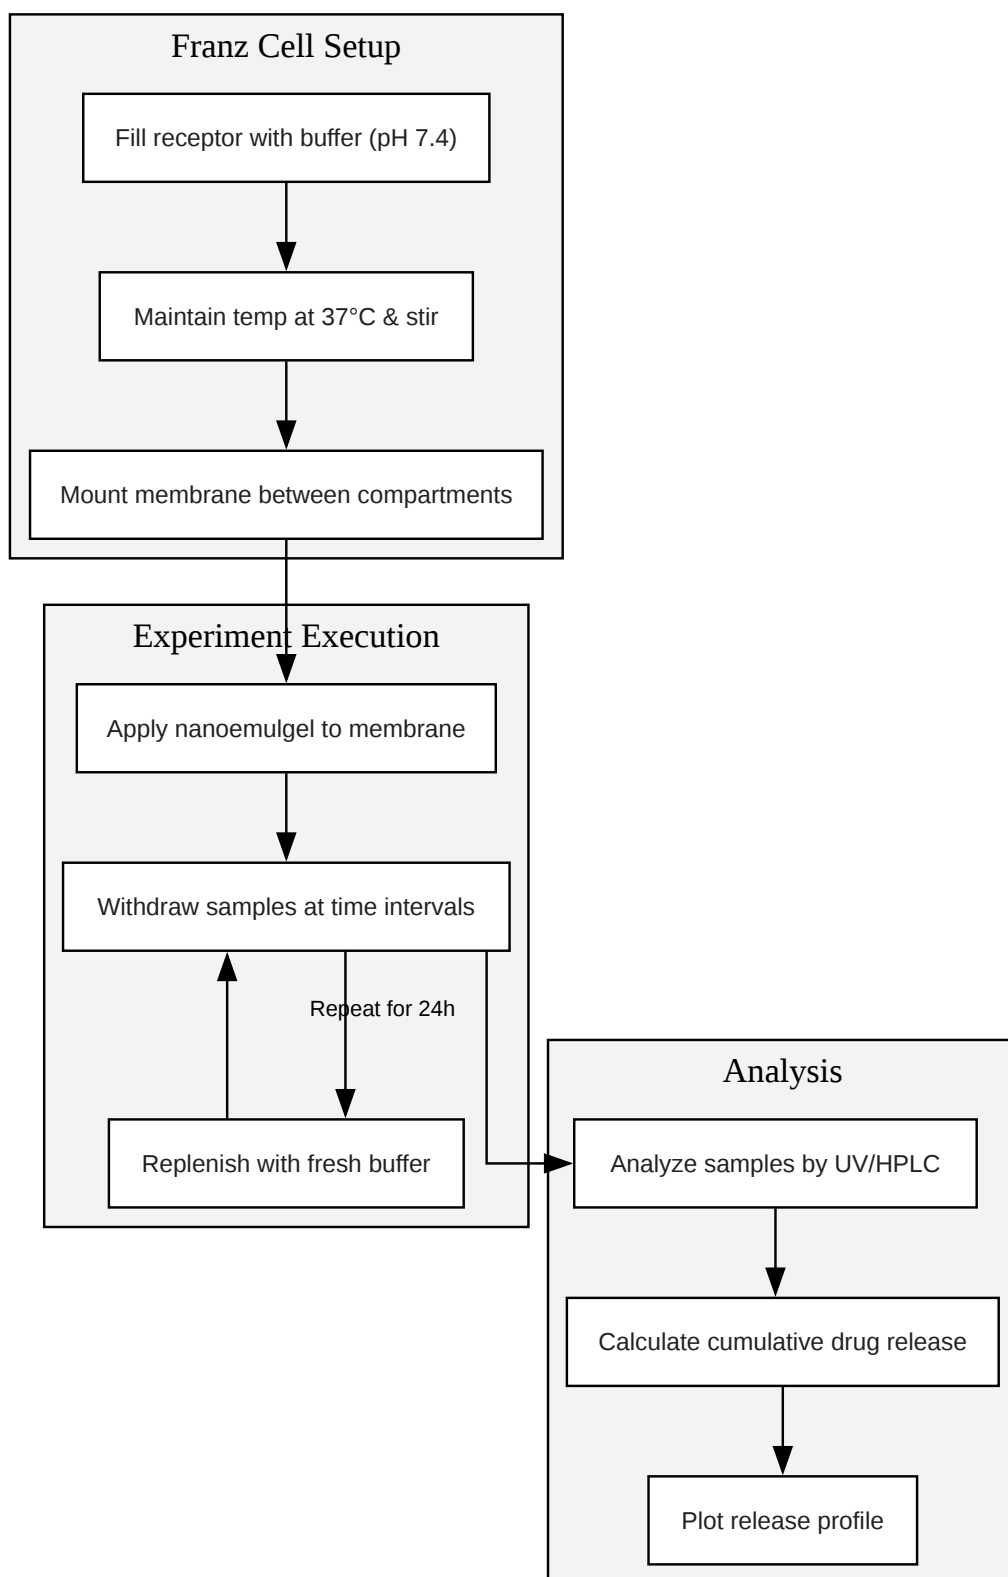 Franz Cell Setup
Fill receptor with buffer (pH 7.4)
Maintain temp at 37°C & stir
Mount membrane between compartments
Experiment Execution
Apply nanoemulgel to membrane
Withdraw samples at time intervals
Repeat for 24h
Replenish with fresh buffer
Analysis
Analyze samples by UV/HPLC
Calculate cumulative drug release
Plot release profile